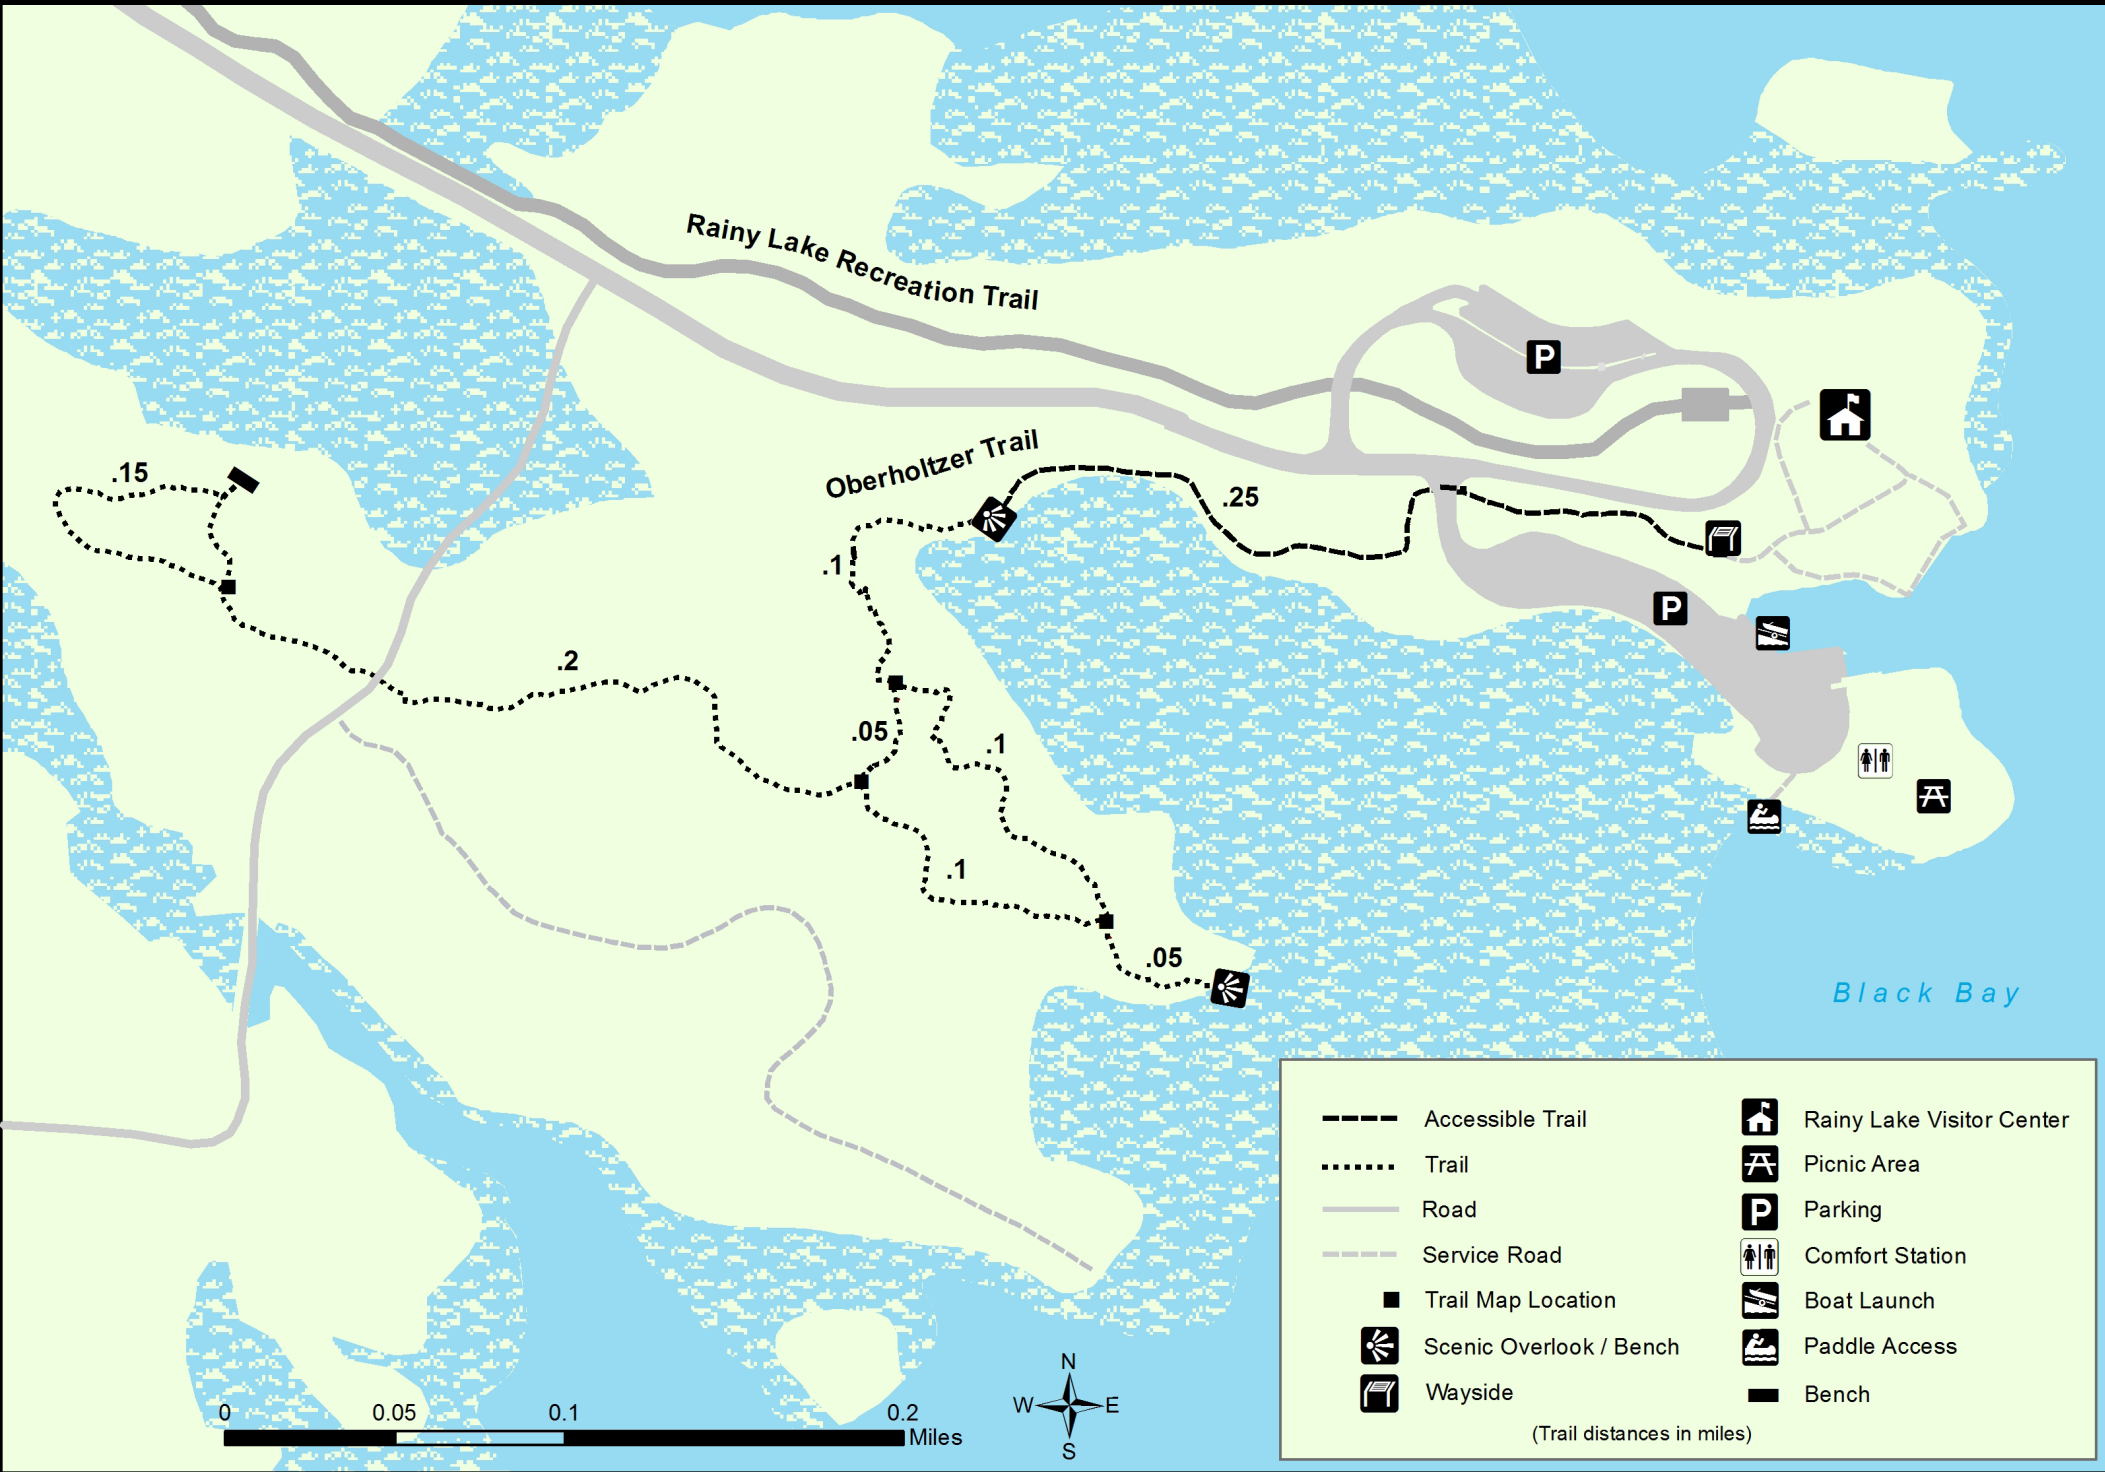 Rainy Lake Recreation Trail
P
Oberholtzer Trail
.15
.25
.1
P
.2
.05
.1
.1
.05
Black Bay
Accessible Trail
Trail
Road
Service Road
Trail Map Location
Scenic Overlook / Bench
Wayside
Rainy Lake Visitor Center
Picnic Area
P Parking
Comfort Station
Boat Launch
Paddle Access
Bench
(Trail distances in miles)
N
W E
S
0 0.05 0.1 0.2
Miles